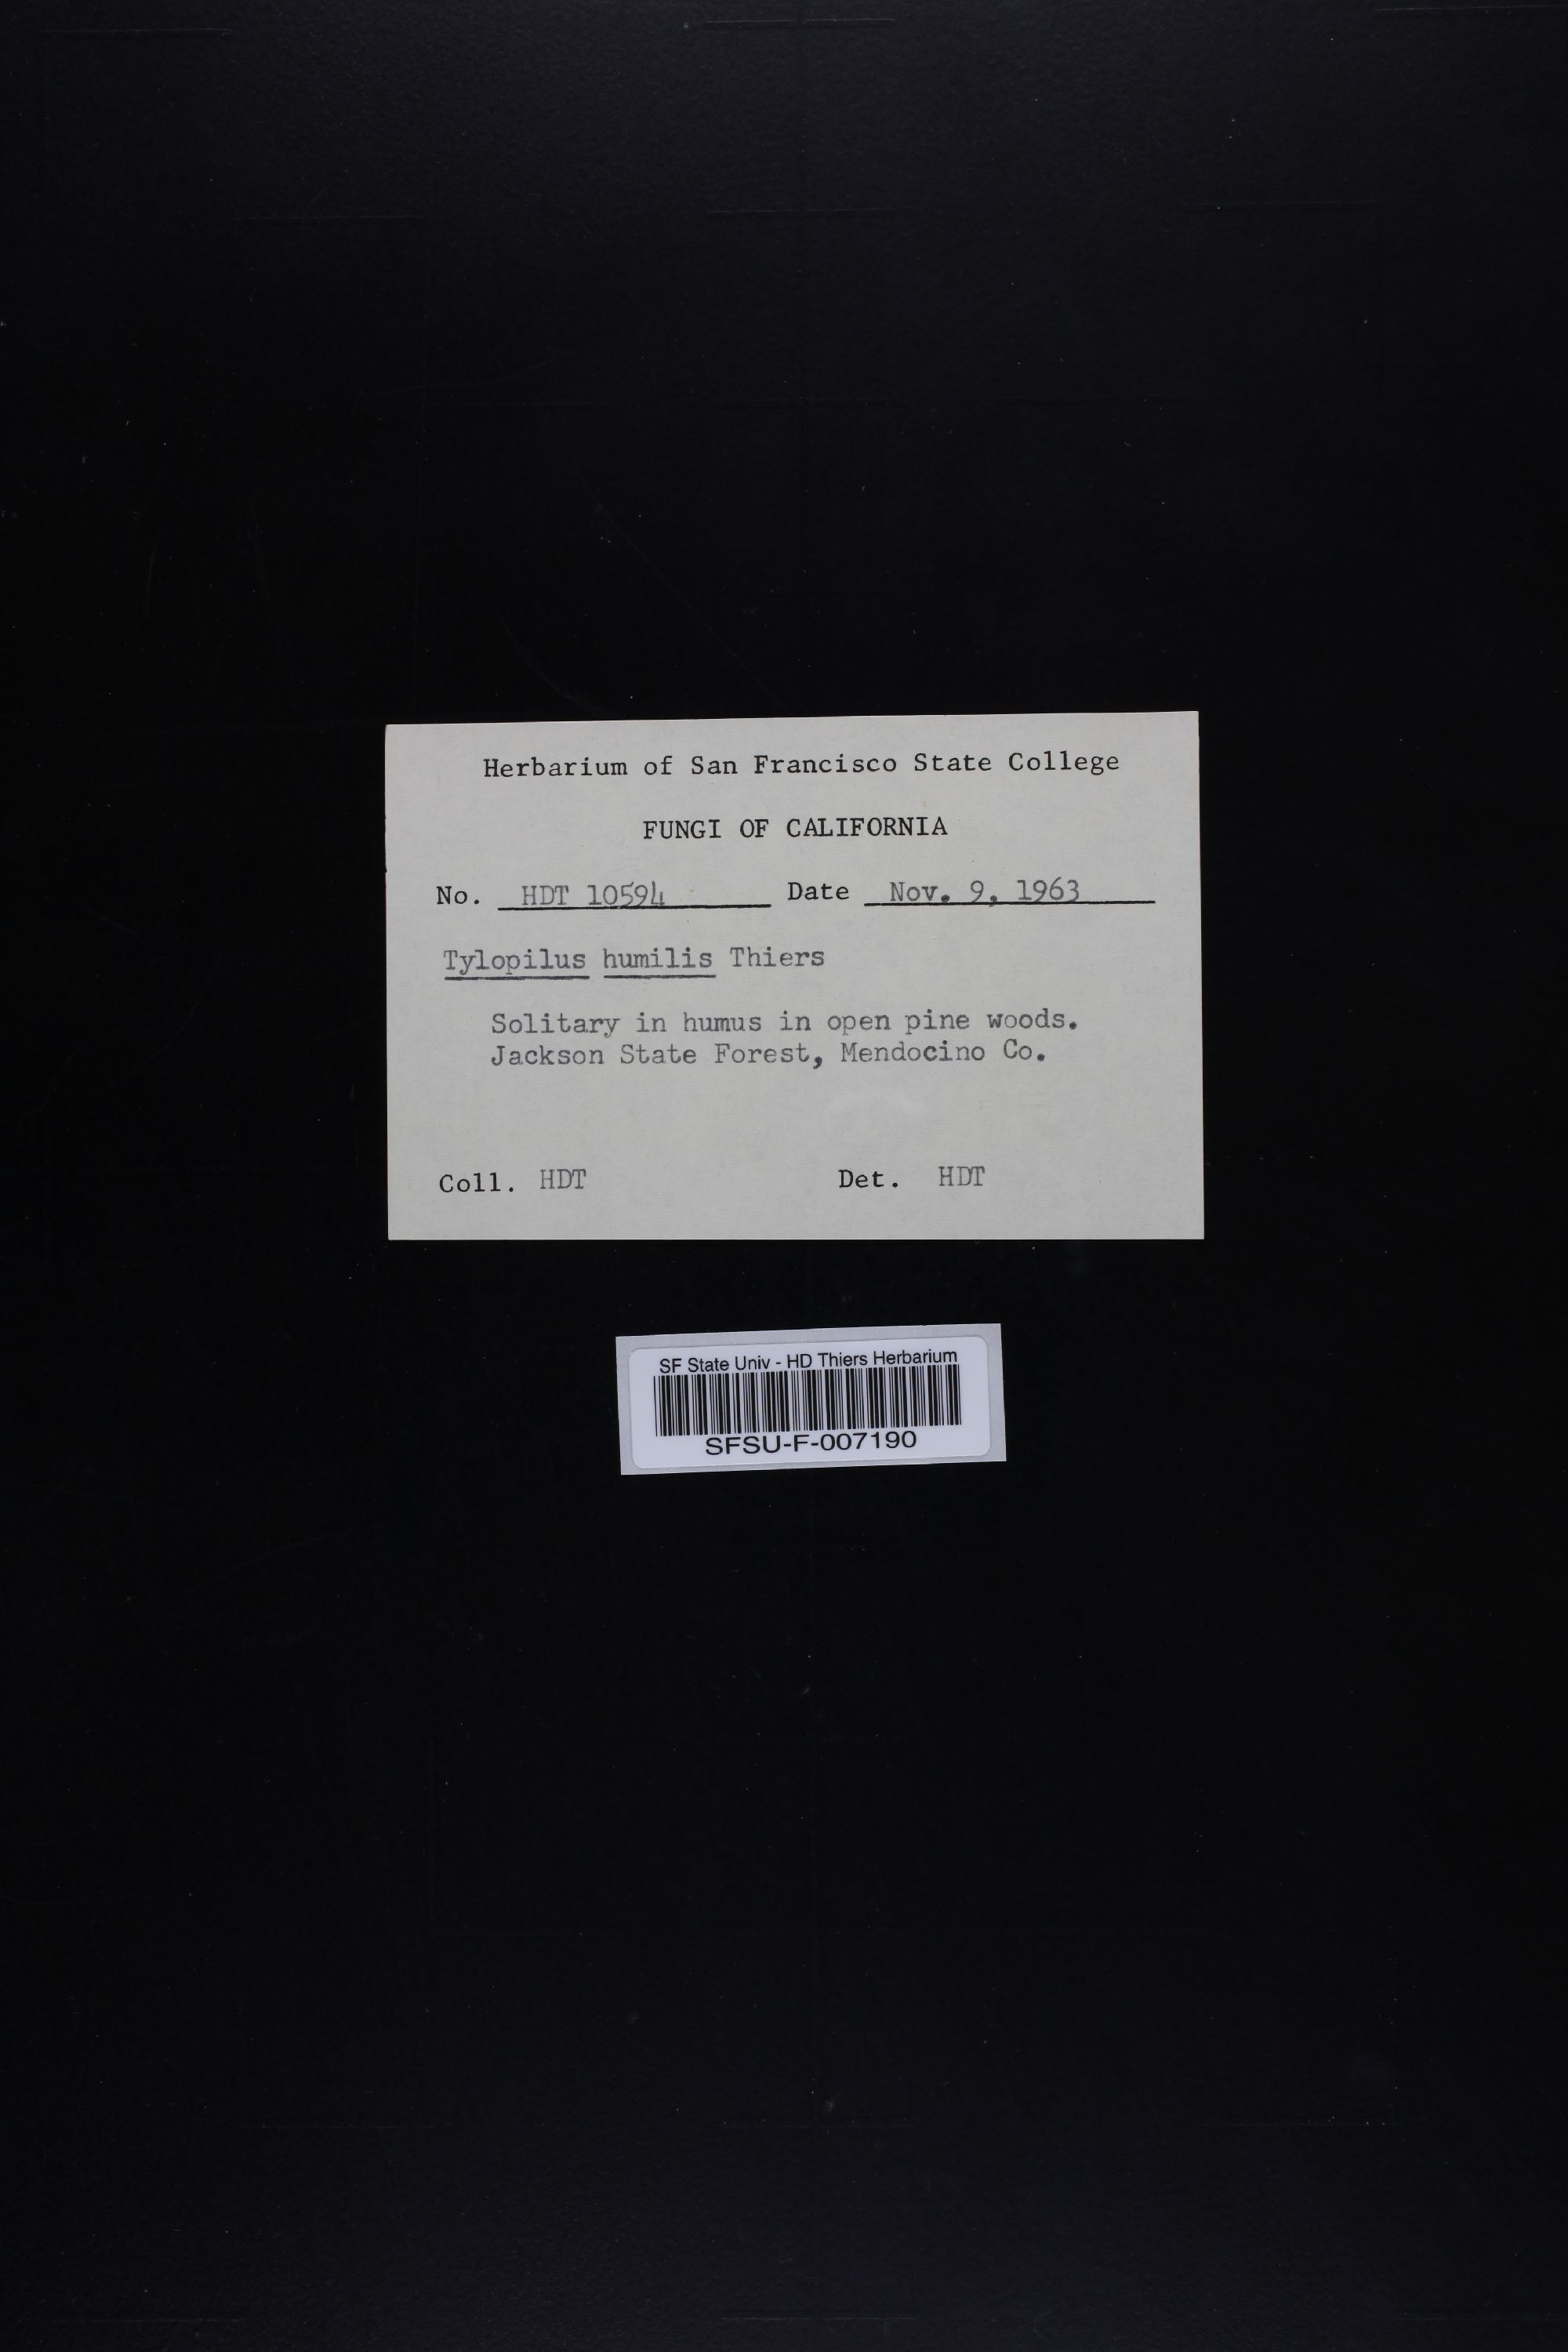 Herbarium of San Francisco State College
FUNGI OF CALIFORNIA
No. HDT 10594 Date Nov. 9, 1963
Tylopilus humilis Thiers
Solitary in humus in open pine woods.
Jackson State Forest, Mendocino Co.
Coll. HDT Det. HDT
SF State Univ - HD Thiers Herbarium
SFSU-F-007190